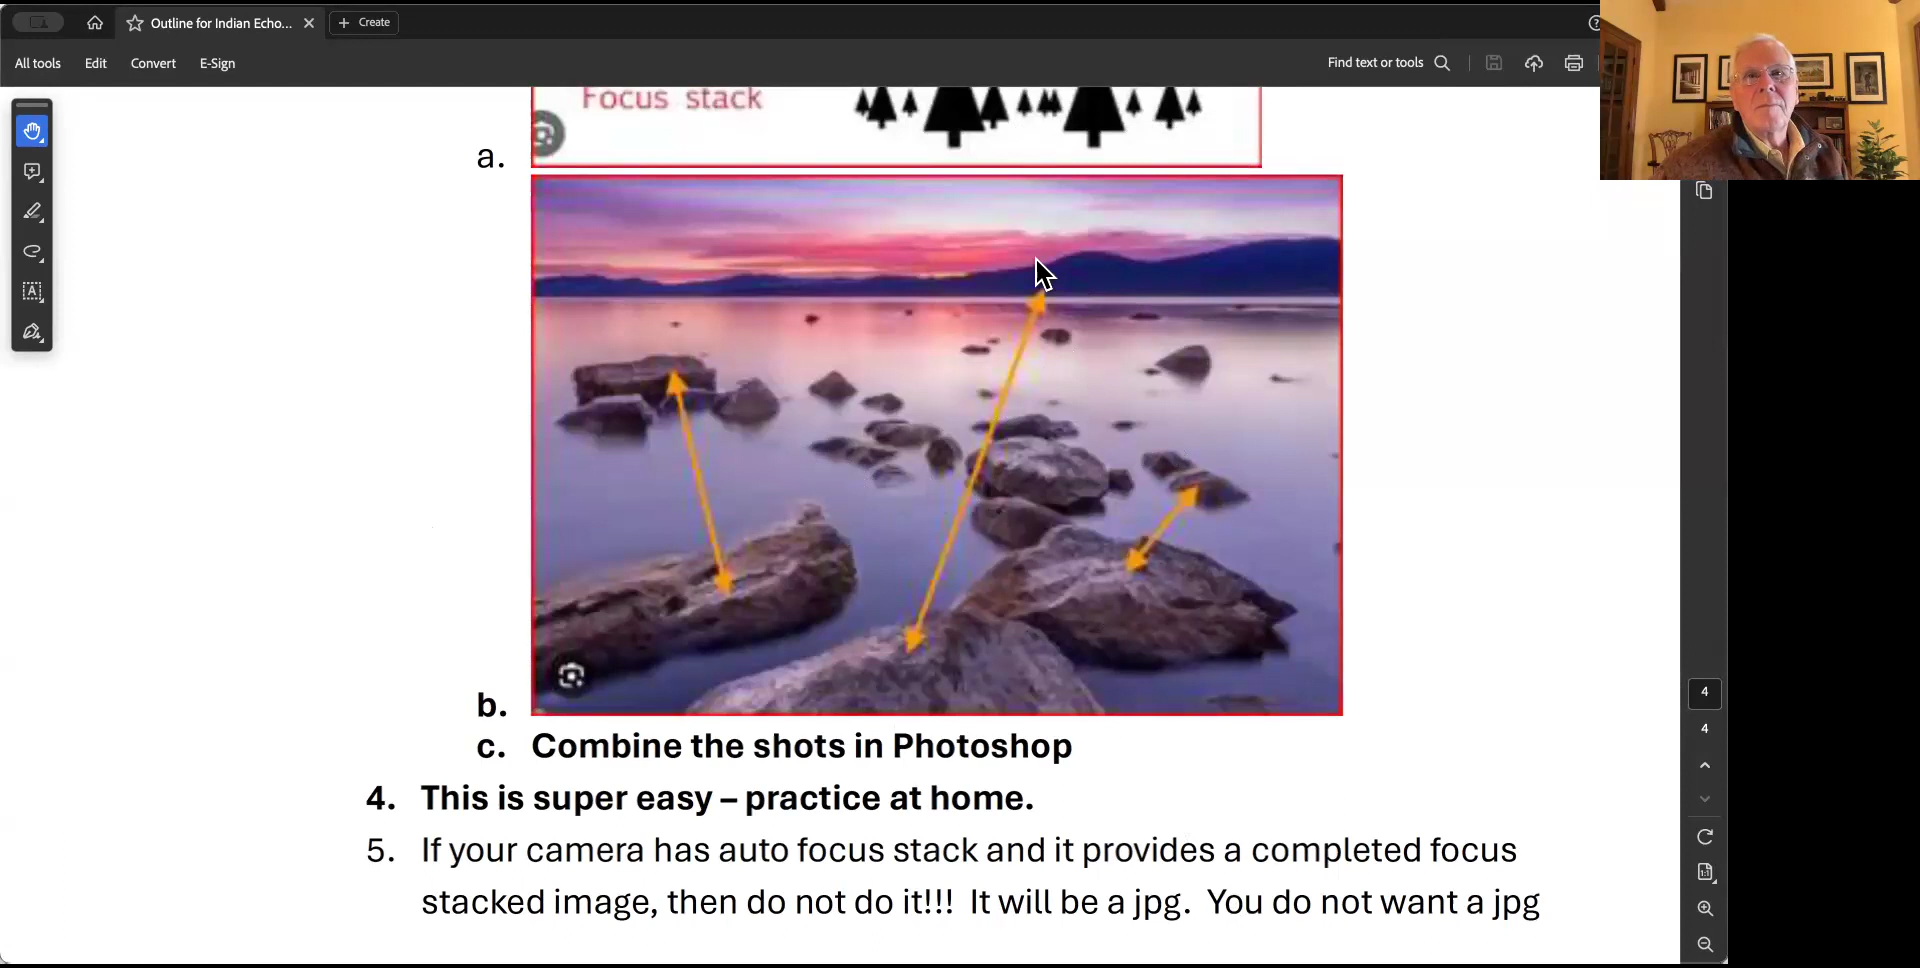 Outline for Indian Echo...
Create
All tools
Edit
Convert
E-Sign
Find text or tools
Focus stack
a.
b.
c. Combine the shots in Photoshop
4. This is super easy – practice at home.
5. If your camera has auto focus stack and it provides a completed focus
stacked image, then do not do it!!! It will be a jpg. You do not want a jpg
4
4